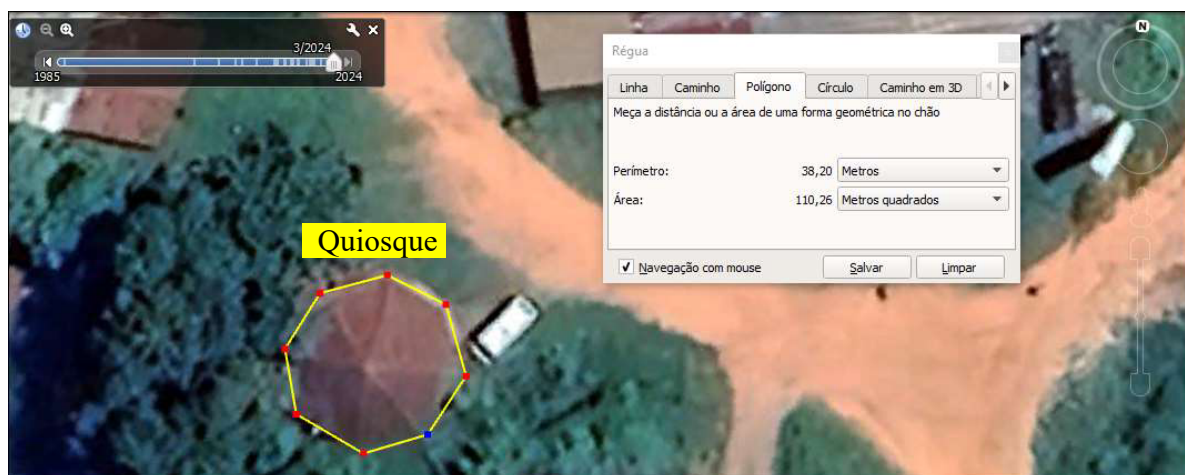 3/2024
1985
2024
N
Régua
Linha Caminho Polígono Círculo Caminho em 3D
Meça a distância ou a área de uma forma geométrica no chão
Perímetro: 38,20 Metros
Área: 110,26 Metros quadrados
Navegação com mouse Salvar Limpar
Quiosque